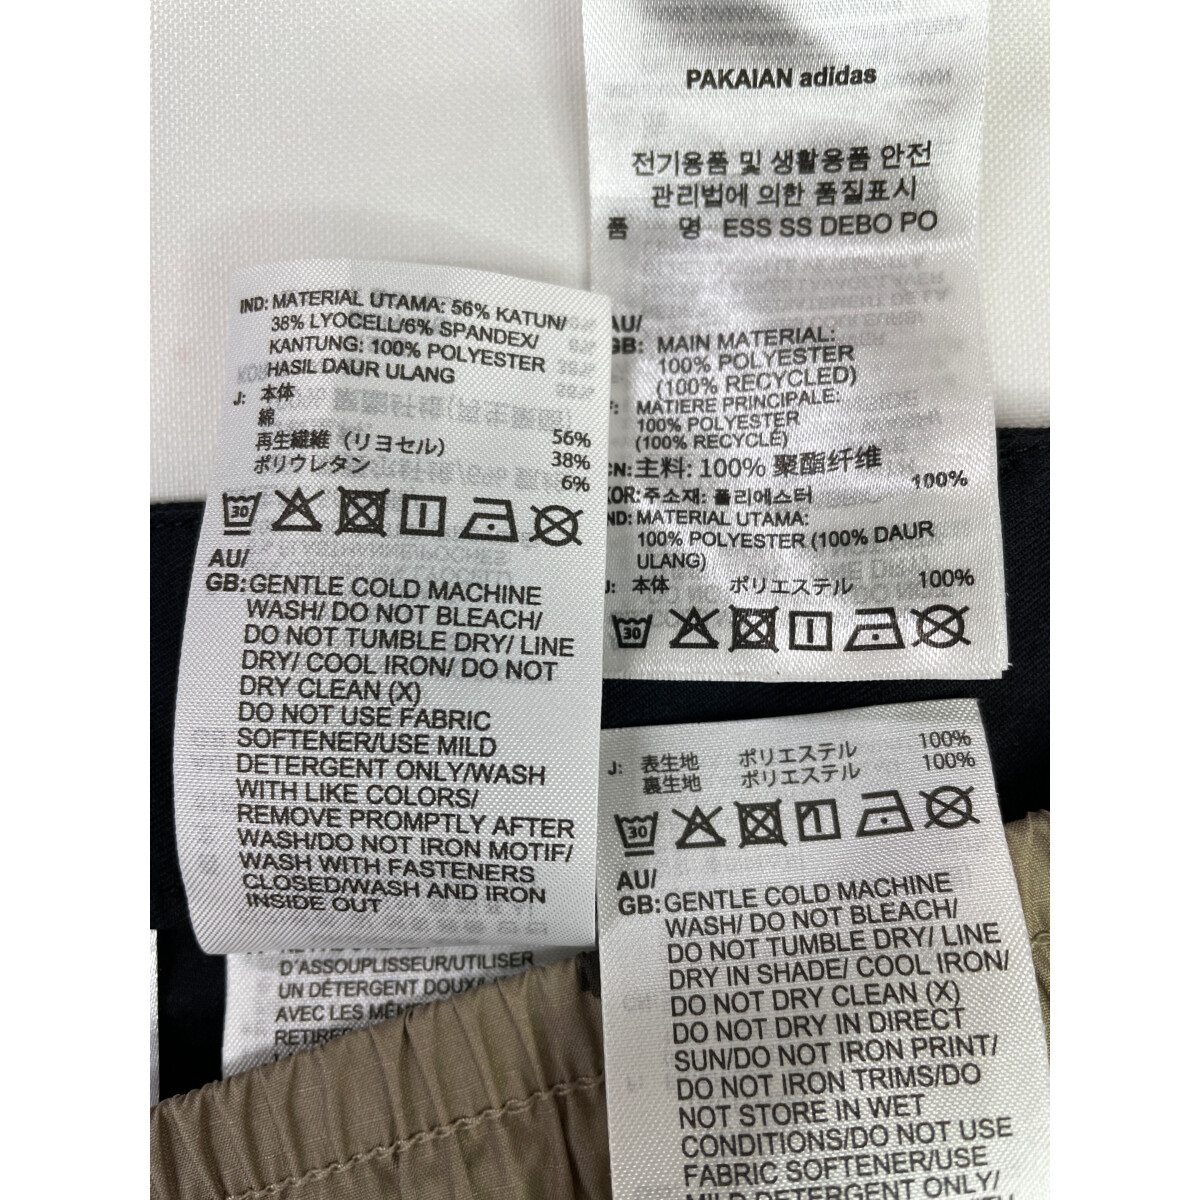 PAKAIAN adidas
전기용품 및 생활용품 안전
관리법에 의한 품질표시
품 명 ESS SS DEBO PO
AU/
GB: MAIN MATERIAL:
100% POLYESTER
(100% RECYCLED)
MATIERE PRINCIPALE:
100% POLYESTER
(100% RECYCLÉ)
CN: 主料: 100% 聚酯纤维
KOR: 주소재: 폴리에스터 100%
IND: MATERIAL UTAMA:
100% POLYESTER (100% DAUR
ULANG)
J: 本体 ポリエステル 100%
30
IND: MATERIAL UTAMA: 56% KATUN/
38% LYOCELL/6% SPANDEX/
KANTUNG: 100% POLYESTER
HASIL DAUR ULANG
J: 本体
綿 56%
再生繊維（リヨセル） 38%
ポリウレタン 6%
30
AU/
GB: GENTLE COLD MACHINE
WASH/ DO NOT BLEACH/
DO NOT TUMBLE DRY/ LINE
DRY/ COOL IRON/ DO NOT
DRY CLEAN (X)
DO NOT USE FABRIC
SOFTENER/USE MILD
DETERGENT ONLY/WASH
WITH LIKE COLORS/
REMOVE PROMPTLY AFTER
WASH/DO NOT IRON MOTIF/
WASH WITH FASTENERS
CLOSED/WASH AND IRON
INSIDE OUT
D'ASSOUPLISSEUR/UTILISER
UN DÉTERGENT DOUX/
AVEC LES
J: 表生地 ポリエステル 100%
裏生地 ポリエステル 100%
30
AU/
GB: GENTLE COLD MACHINE
WASH/ DO NOT BLEACH/
DO NOT TUMBLE DRY/ LINE
DRY IN SHADE/ COOL IRON/
DO NOT DRY CLEAN (X)
DO NOT DRY IN DIRECT
SUN/DO NOT IRON PRINT/
DO NOT IRON TRIMS/DO
NOT STORE IN WET
CONDITIONS/DO NOT USE
FABRIC SOFTENER/USE
MILD DETERGENT ONLY/